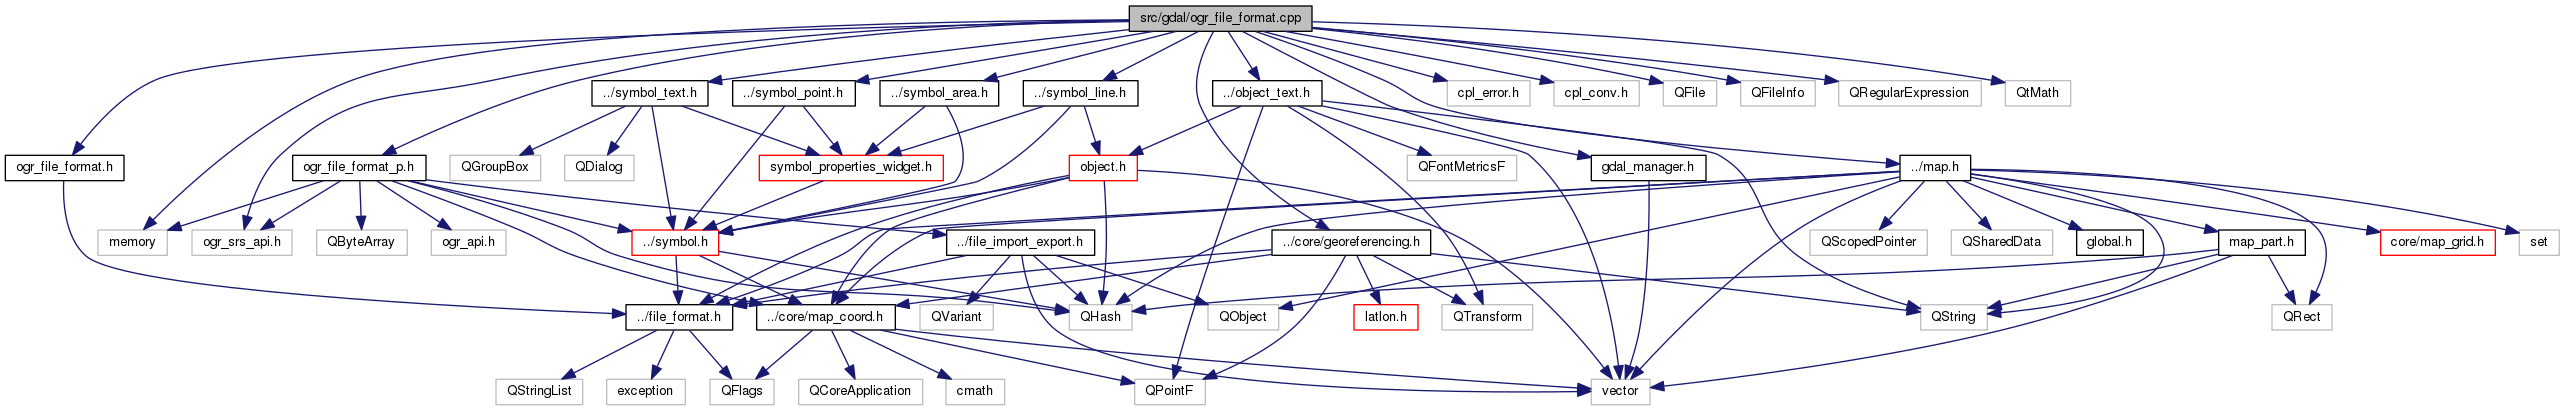 src/gdal/ogr_file_format.cpp
../symbol_text.h
../symbol_point.h
../symbol_area.h
../symbol_line.h
../object_text.h
cpl_error.h
cpl_conv.h
QFile
QFileInfo
QRegularExpression
QtMath
ogr_file_format.h
ogr_file_format_p.h
QGroupBox
QDialog
symbol_properties_widget.h
object.h
QFontMetricsF
gdal_manager.h
../map.h
memory
ogr_srs_api.h
QByteArray
ogr_api.h
../symbol.h
../file_import_export.h
../core/georeferencing.h
QScopedPointer
QSharedData
global.h
map_part.h
core/map_grid.h
set
../file_format.h
../core/map_coord.h
QVariant
QHash
QObject
latlon.h
QTransform
QString
QRect
QStringList
exception
QFlags
QCoreApplication
cmath
QPointF
vector